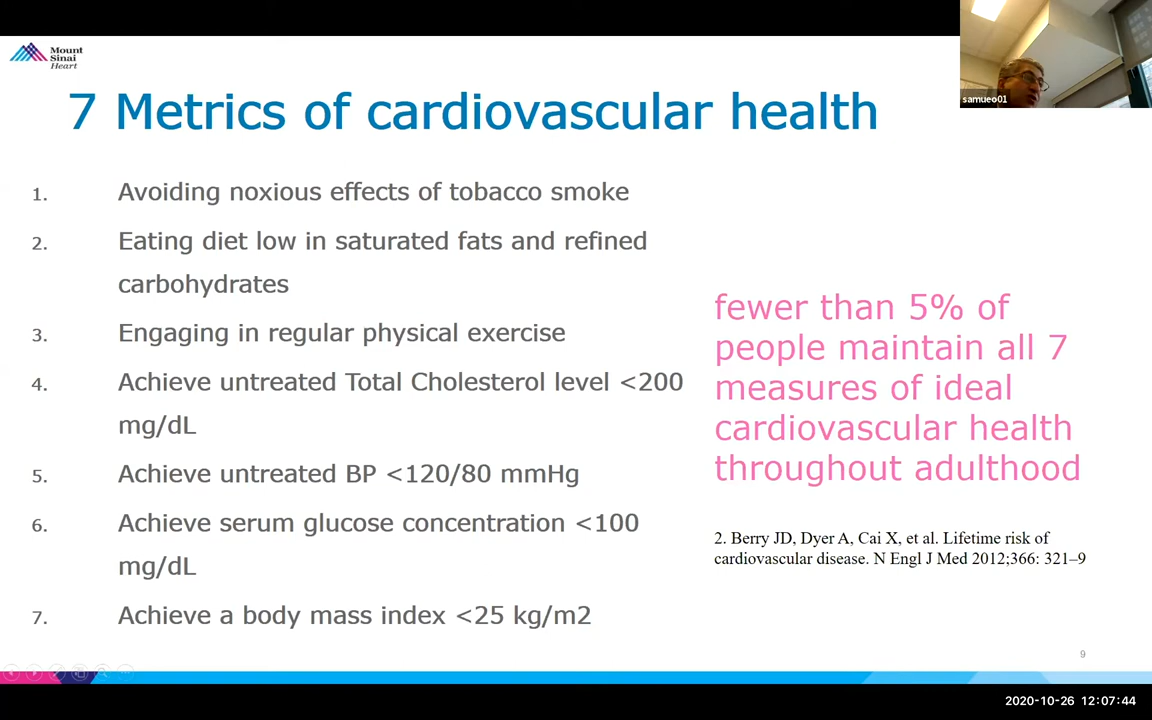 Mount
Sinai
Heart
samueo01
7 Metrics of cardiovascular health
1. Avoiding noxious effects of tobacco smoke
2. Eating diet low in saturated fats and refined
carbohydrates
3. Engaging in regular physical exercise
4. Achieve untreated Total Cholesterol level <200
mg/dL
5. Achieve untreated BP <120/80 mmHg
6. Achieve serum glucose concentration <100
mg/dL
7. Achieve a body mass index <25 kg/m2
fewer than 5% of
people maintain all 7
measures of ideal
cardiovascular health
throughout adulthood
2. Berry JD, Dyer A, Cai X, et al. Lifetime risk of
cardiovascular disease. N Engl J Med 2012;366: 321–9
9
2020-10-26 12:07:44